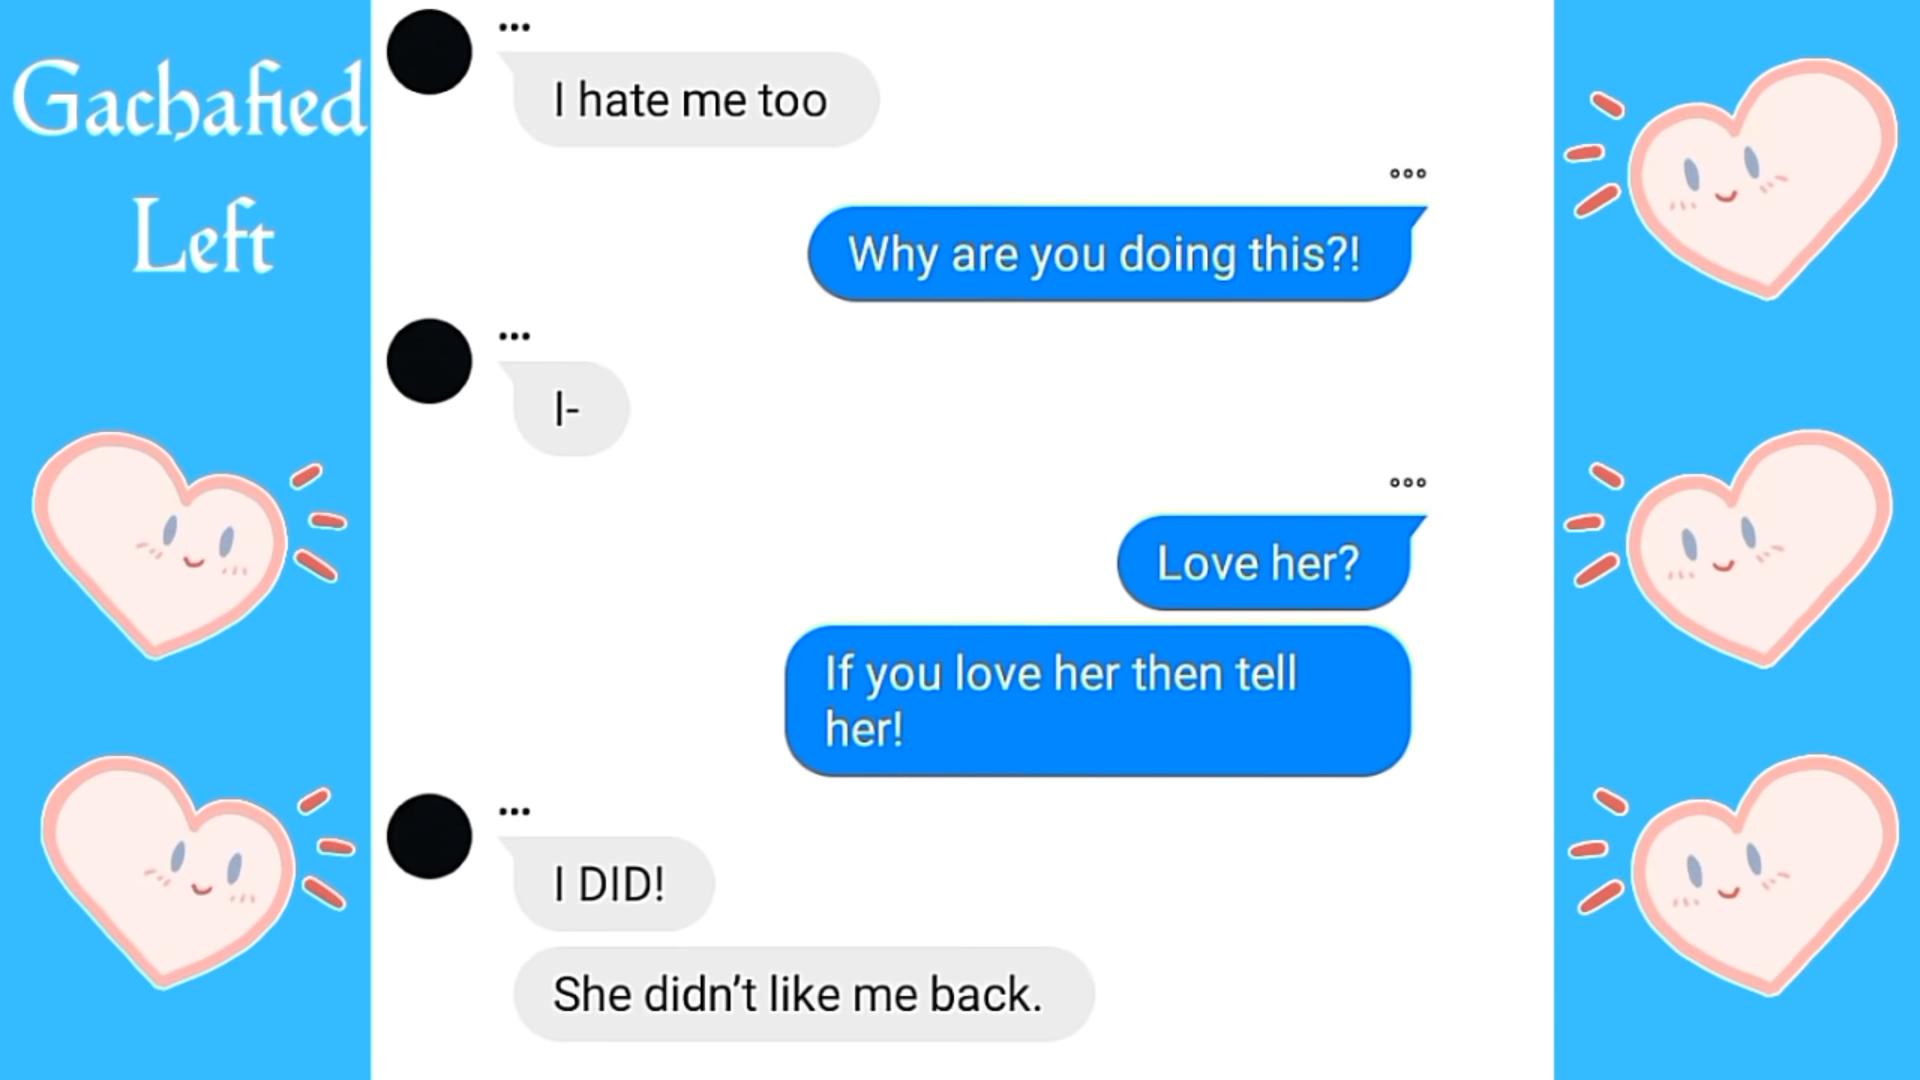 Gachafied
Left
...
I hate me too
°°°
Why are you doing this?!
...
I-
°°°
Love her?
If you love her then tell
her!
...
I DID!
She didn’t like me back.